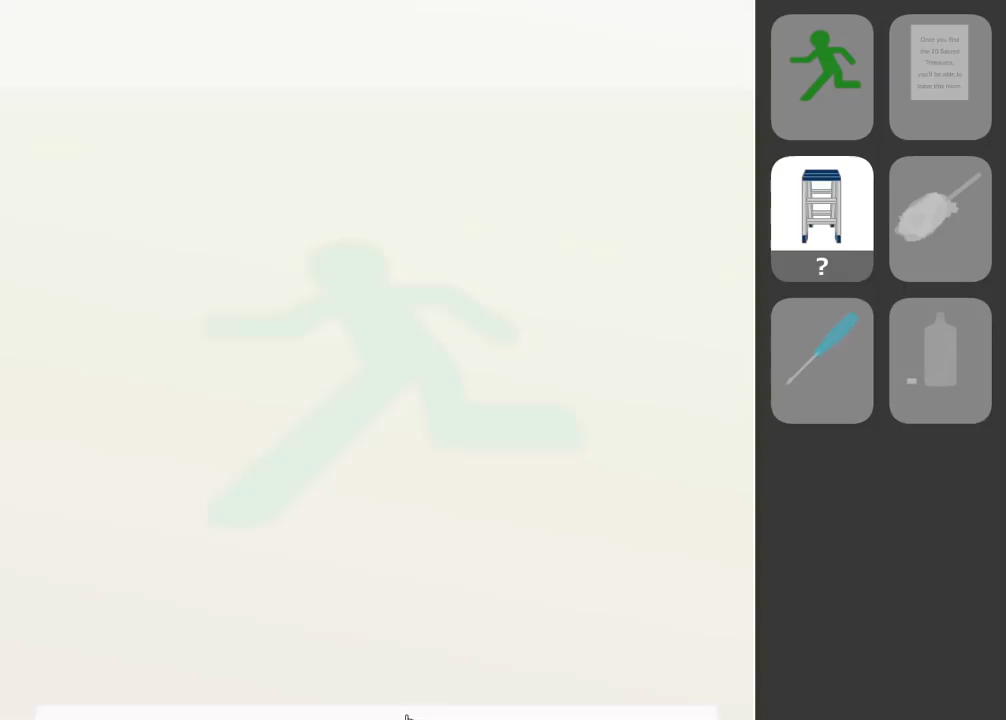 Once you find
the 10 Sacred
Treasures,
you'll be able to
leave this room.
?